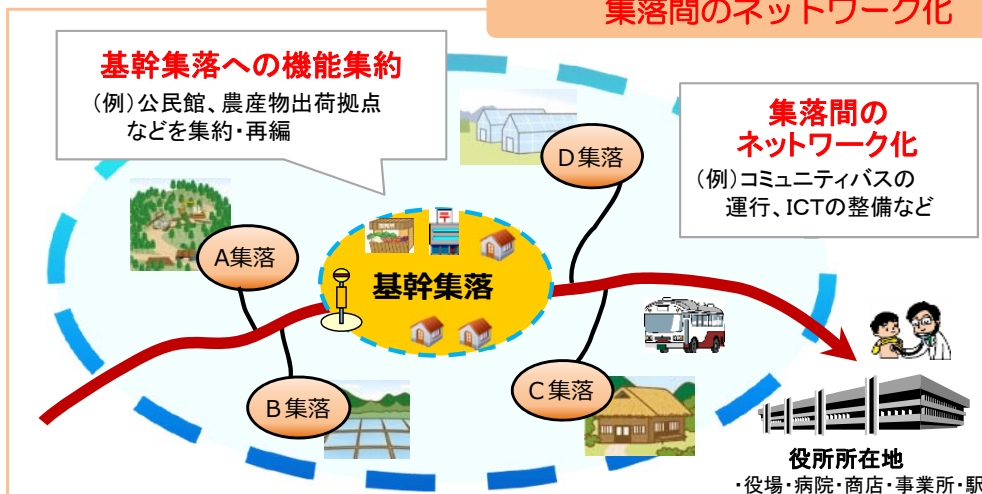 集落間のネットワーク化
基幹集落への機能集約
（例）公民館、農産物出荷拠点
などを集約・再編
集落間の
ネットワーク化
（例）コミュニティバスの
運行、ICTの整備など
D集落
A集落
〒
基幹集落
B集落
C集落
役所所在地
・役場・病院・商店・事業所・駅